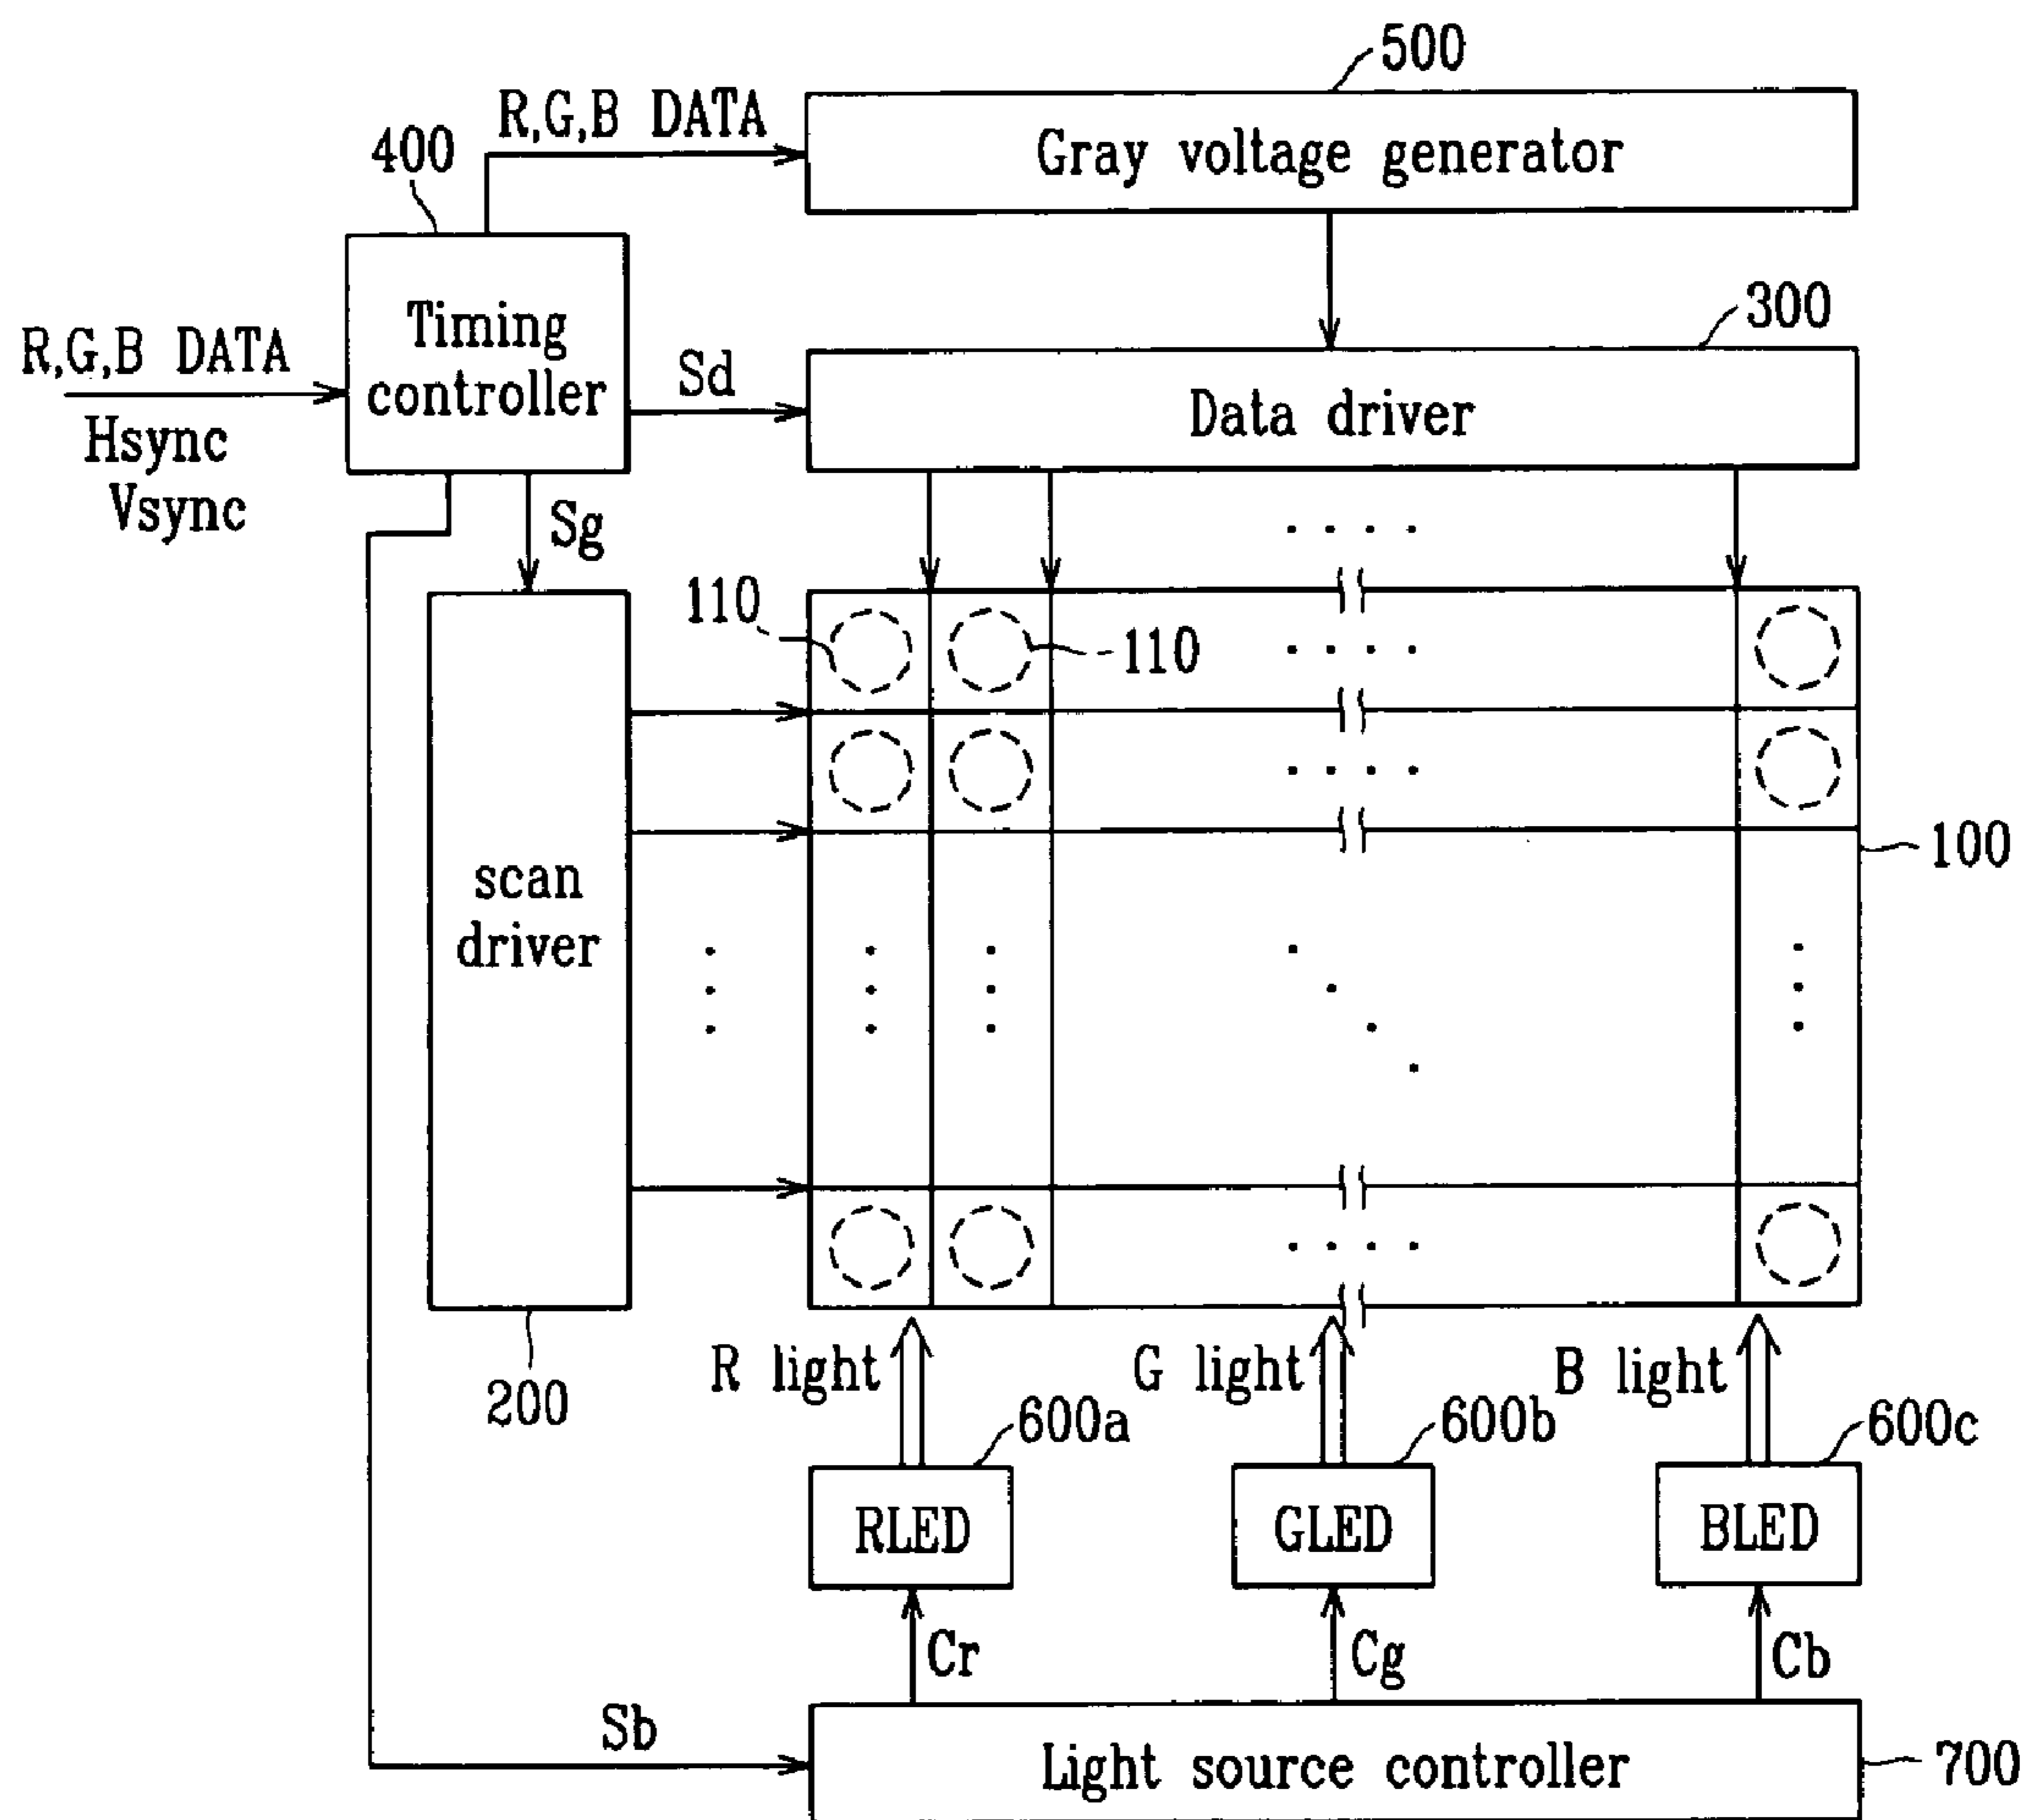 500
R,G,B DATA
400
Gray voltage generator
300
Timing
controller
R,G,B DATA
Hsync
Vsync
Sd
Data driver
Sg
110
110
100
scan
driver
200
R light
G light
B light
600a
600b
600c
RLED
GLED
BLED
Cr
Cg
Cb
Sb
Light source controller
700